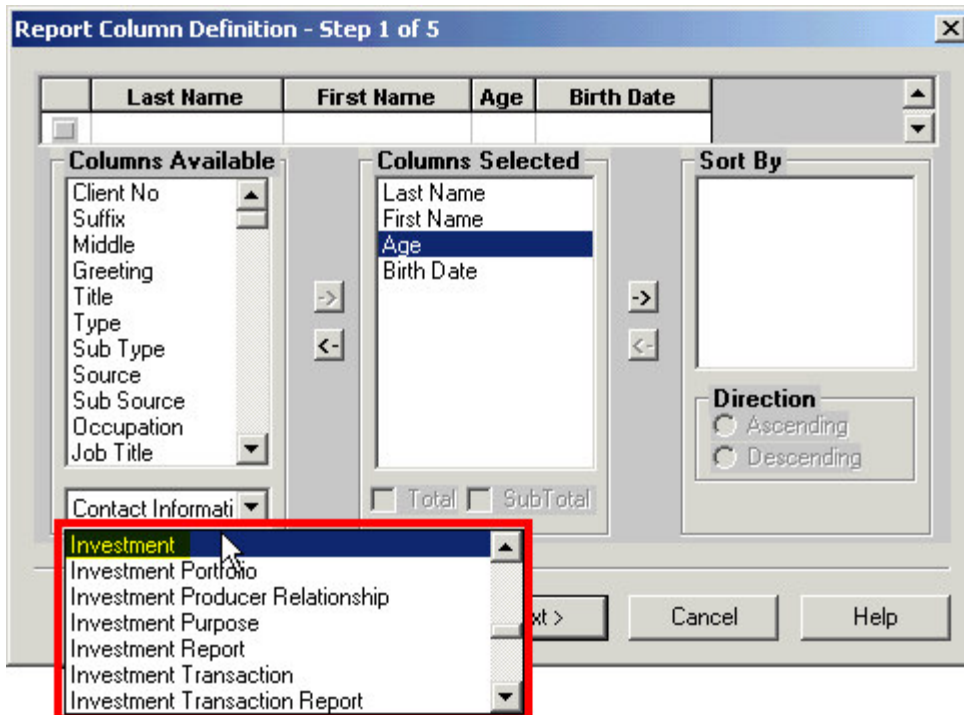 Report Column Definition - Step 1 of 5
Last Name First Name Age Birth Date
Columns Available
Client No
Suffix
Middle
Greeting
Title
Type
Sub Type
Source
Sub Source
Occupation
Job Title
Contact Informati
Columns Selected
Last Name
First Name
Age
Birth Date
-> 
<-
Total SubTotal
->
<-
Sort By
Direction
Ascending
Descending
Investment
Investment Portfolio
Investment Producer Relationship
Investment Purpose
Investment Report
Investment Transaction
Investment Transaction Report
xt > Cancel Help